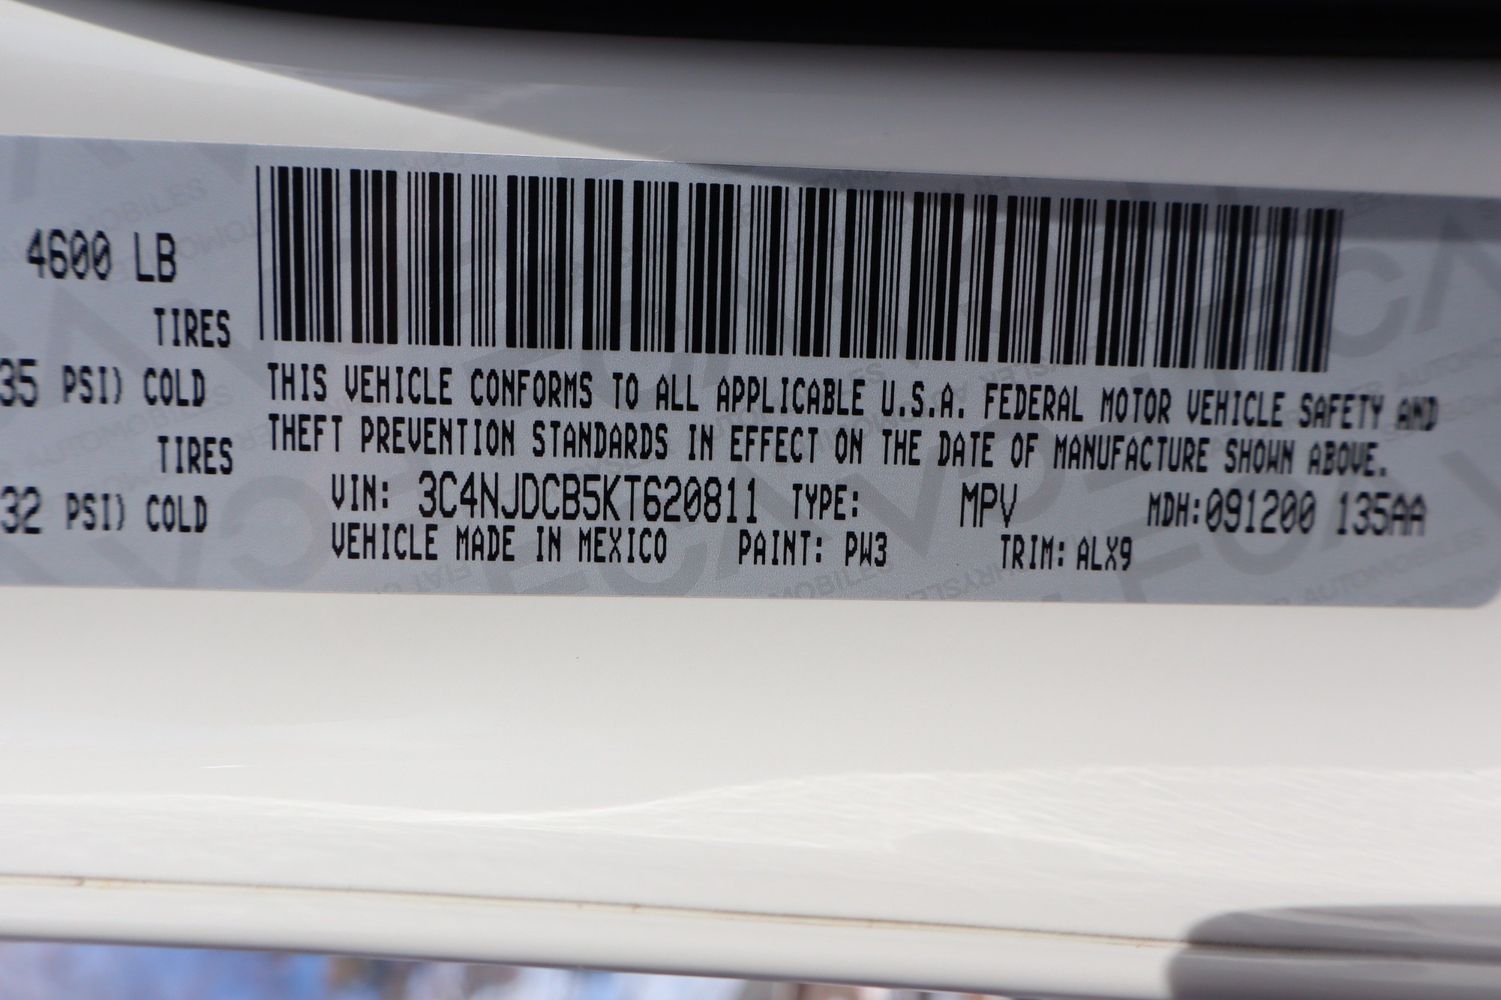 4600 LB
TIRES
35 PSI) COLD
TIRES
32 PSI) COLD
THIS VEHICLE CONFORMS TO ALL APPLICABLE U.S.A. FEDERAL MOTOR VEHICLE SAFETY AND
THEFT PREVENTION STANDARDS IN EFFECT ON THE DATE OF MANUFACTURE SHOWN ABOVE.
VIN: 3C4NJDCB5KT620811 TYPE: MPV MDH:091200 135AA
VEHICLE MADE IN MEXICO PAINT: PW3 TRIM: ALX9